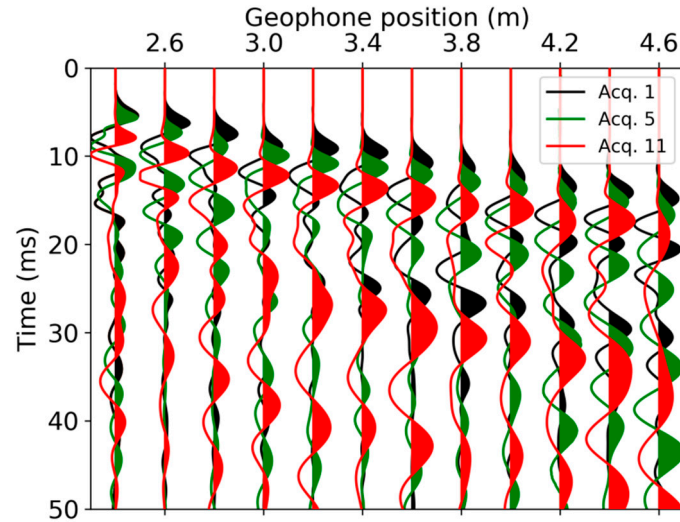 Geophone position (m)
2.6 3.0 3.4 3.8 4.2 4.6
0
Acq. 1
Acq. 5
10
Acq. 11
20
Time (ms)
30
40
50